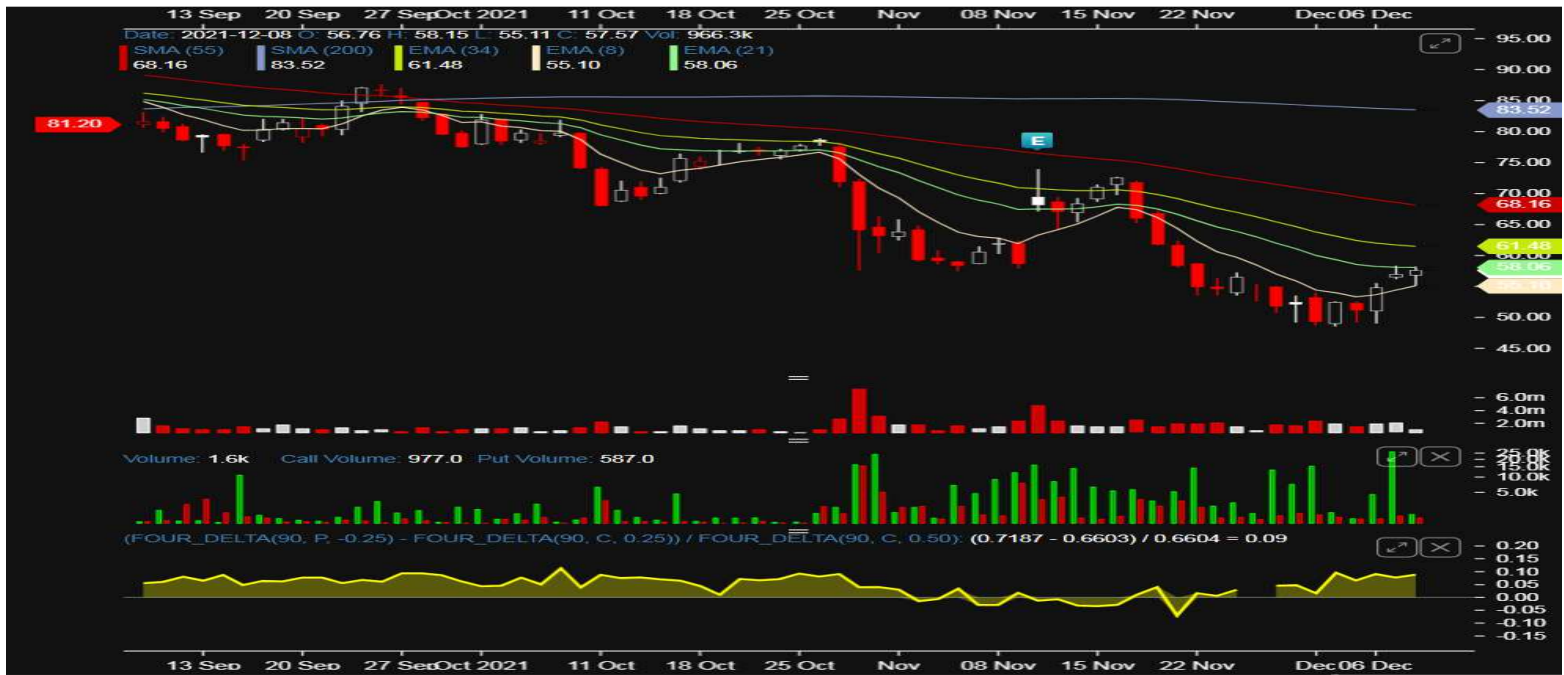 13 Sep 20 Sep 27 Sep Oct 2021 11 Oct 18 Oct 25 Oct Nov 08 Nov 15 Nov 22 Nov Dec 06 Dec
Date: 2021-12-08 O: 56.76 H: 58.15 L: 55.11 C: 57.57 Vol: 966.3k
SMA (55) SMA (200) EMA (34) EMA (8) EMA (21)
68.16 83.52 61.48 55.10 58.06
95.00
90.00
85.00
83.52
81.20
80.00
E
75.00
70.00
68.16
65.00
61.48
60.00
58.06
55.10
50.00
45.00
6.0m
4.0m
2.0m
Volume: 1.6k Call Volume: 977.0 Put Volume: 587.0
25.0k
20.0k
15.0k
10.0k
5.0k
(FOUR_DELTA(90, P, -0.25) - FOUR_DELTA(90, C, 0.25)) / FOUR_DELTA(90, C, 0.50): (0.7187 - 0.6603) / 0.6604 = 0.09
0.20
0.15
0.10
0.05
0.00
-0.05
-0.10
-0.15
13 Sep 20 Sep 27 Sep Oct 2021 11 Oct 18 Oct 25 Oct Nov 08 Nov 15 Nov 22 Nov Dec 06 Dec